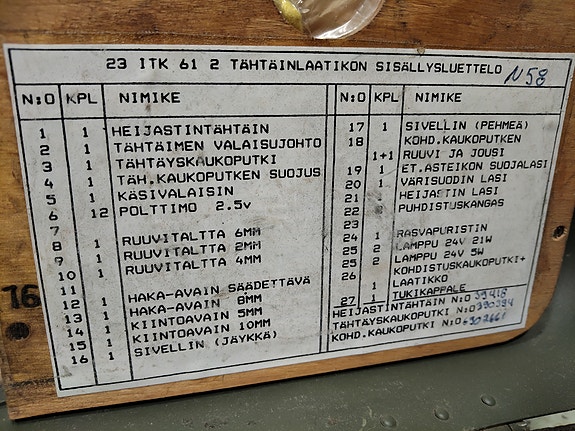 23 ITK 61 2 TÄHTÄINLAATIKON SISÄLLYSLUETTELO N58
N:O KPL NIMIKE
1 1 HEIJASTINTÄHTÄIN
2 1 TÄHTÄIMEN VALAISUJOHTO
3 1 TÄHTÄYSKAUKOPUTKI
4 1 TÄH.KAUKOPUTKEN SUOJUS
5 1 KÄSIVALAISIN
6 12 POLTTIMO 2.5V
7
8 1 RUUVITALTTA 6MM
9 1 RUUVITALTTA 2MM
10 1 RUUVITALTTA 4MM
11
12 1 HAKA-AVAIN SÄÄDETTÄVÄ
13 1 HAKA-AVAIN 8MM
14 1 KIINTOAVAIN 5MM
15 1 KIINTOAVAIN 10MM
16 1 SIVELLIN (JÄYKKÄ)
N:O KPL NIMIKE
17 1 SIVELLIN (PEHMEÄ)
18 KOHD.KAUKOPUTKEN
1+1 RUUVI JA JOUSI
19 1 ET.ASTEIKON SUOJALASI
20 1 VÄRISUODIN LASI
21 1 HEIJASTIN LASI
22 2 PUHDISTUSKANGAS
23
24 1 RASVAPURISTIN
25 2 LAMPPU 24V 21W
25 2 LAMPPU 24V 5W
26 KOHDISTUSKAUKOPUTKI+
1 LAATIKKO
27 1 TUKIKAPPALE
HEIJASTINTÄHTÄIN N:O
TÄHTÄYSKAUKOPUTKI N:O
KOHD.KAUKOPUTKI N:O
16